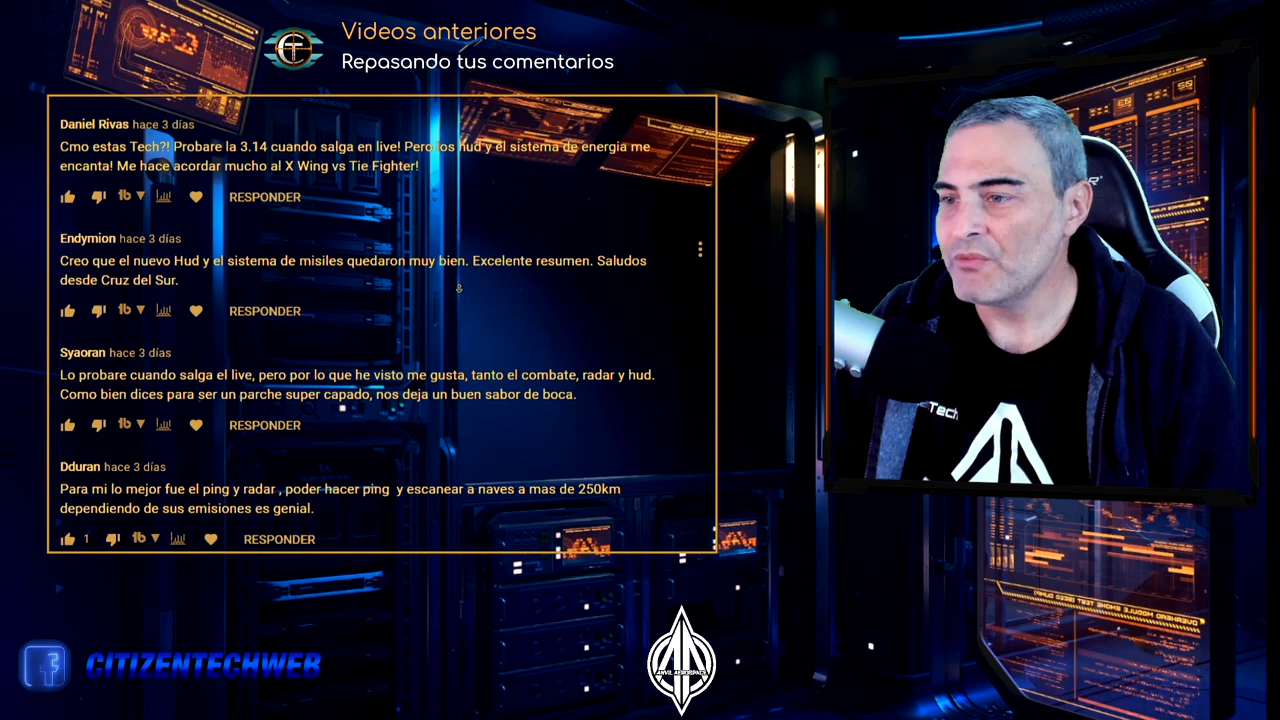 Videos anteriores
Repasando tus comentarios
Daniel Rivas hace 3 días
Cmo estas Tech?! Probare la 3.14 cuando salga en live! Pero los hud y el sistema de energia me
encanta! Me hace acordar mucho al X Wing vs Tie Fighter!
RESPONDER
Endymion hace 3 días
Creo que el nuevo Hud y el sistema de misiles quedaron muy bien. Excelente resumen. Saludos
desde Cruz del Sur.
RESPONDER
Syaoran hace 3 días
Lo probare cuando salga el live, pero por lo que he visto me gusta, tanto el combate, radar y hud.
Como bien dices para ser un parche super capado, nos deja un buen sabor de boca.
RESPONDER
Dduran hace 3 días
Para mi lo mejor fue el ping y radar , poder hacer ping y escanear a naves a mas de 250km
dependiendo de sus emisiones es genial.
1 RESPONDER
Tech
CITIZENTECHWEB
ANVIL AEROSPACE